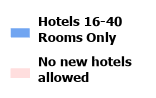 Hotels 16-40
Rooms Only
No new hotels
allowed